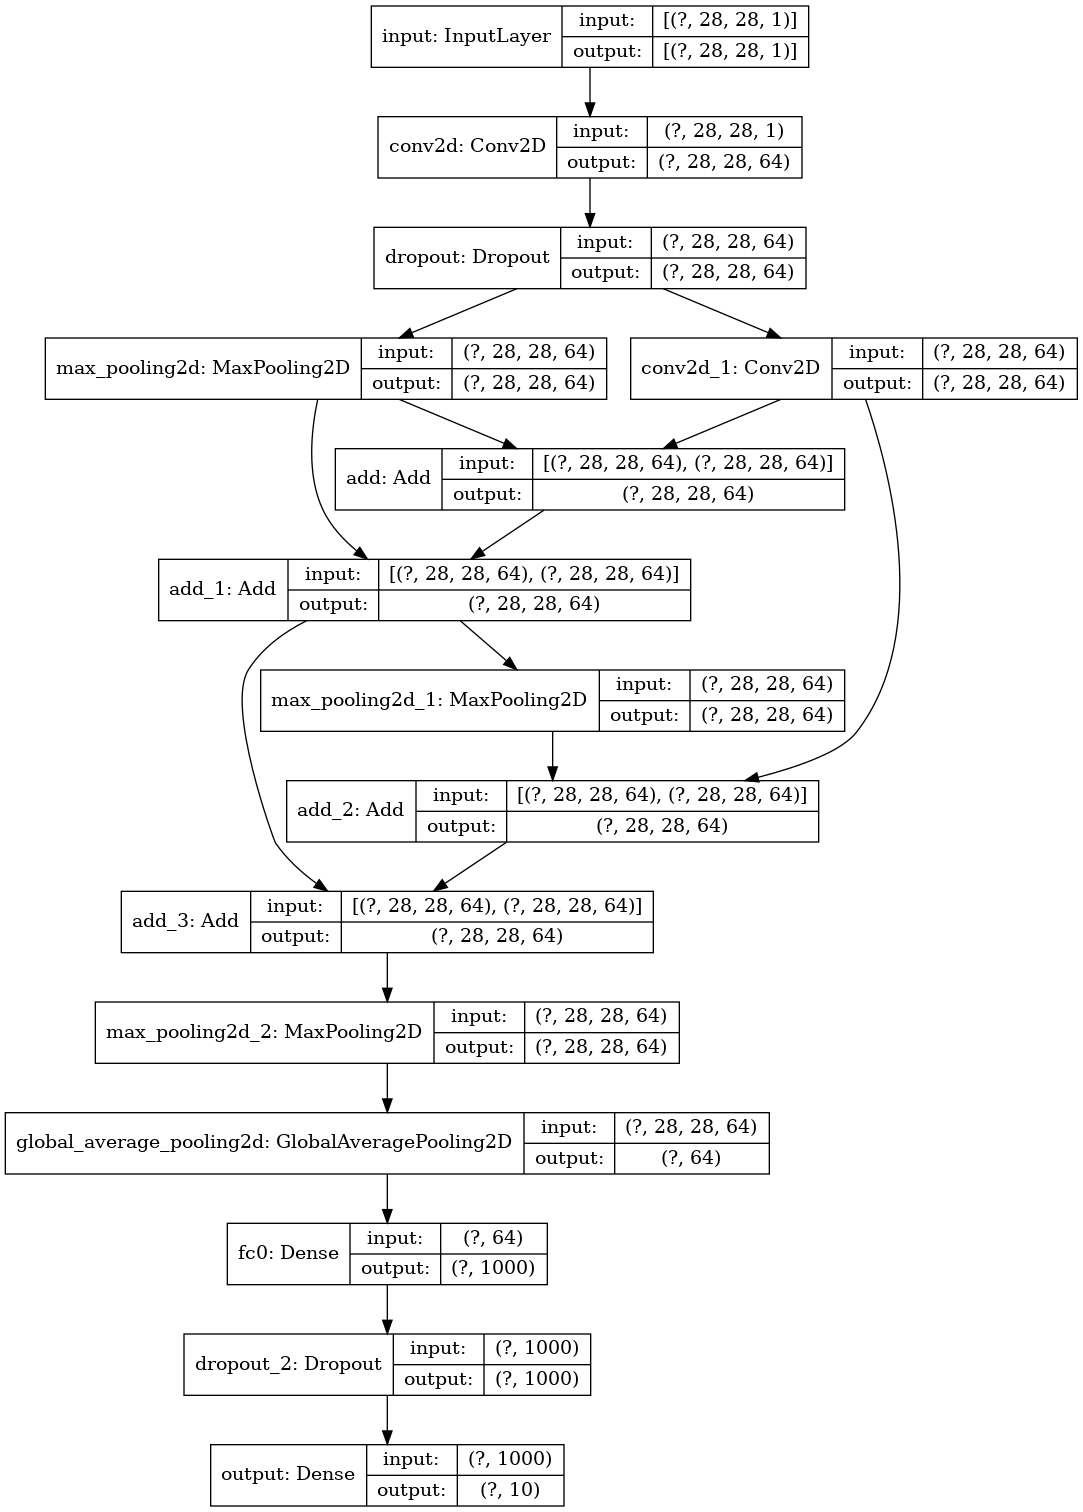 input: InputLayer
input:
[(?, 28, 28, 1)]
output:
[(?, 28, 28, 1)]
conv2d: Conv2D
input:
(?, 28, 28, 1)
output:
(?, 28, 28, 64)
dropout: Dropout
input:
(?, 28, 28, 64)
output:
(?, 28, 28, 64)
max_pooling2d: MaxPooling2D
input:
(?, 28, 28, 64)
output:
(?, 28, 28, 64)
conv2d_1: Conv2D
input:
(?, 28, 28, 64)
output:
(?, 28, 28, 64)
add: Add
input:
[(?, 28, 28, 64), (?, 28, 28, 64)]
output:
(?, 28, 28, 64)
add_1: Add
input:
[(?, 28, 28, 64), (?, 28, 28, 64)]
output:
(?, 28, 28, 64)
max_pooling2d_1: MaxPooling2D
input:
(?, 28, 28, 64)
output:
(?, 28, 28, 64)
add_2: Add
input:
[(?, 28, 28, 64), (?, 28, 28, 64)]
output:
(?, 28, 28, 64)
add_3: Add
input:
[(?, 28, 28, 64), (?, 28, 28, 64)]
output:
(?, 28, 28, 64)
max_pooling2d_2: MaxPooling2D
input:
(?, 28, 28, 64)
output:
(?, 28, 28, 64)
global_average_pooling2d: GlobalAveragePooling2D
input:
(?, 28, 28, 64)
output:
(?, 64)
fc0: Dense
input:
(?, 64)
output:
(?, 1000)
dropout_2: Dropout
input:
(?, 1000)
output:
(?, 1000)
output: Dense
input:
(?, 1000)
output:
(?, 10)